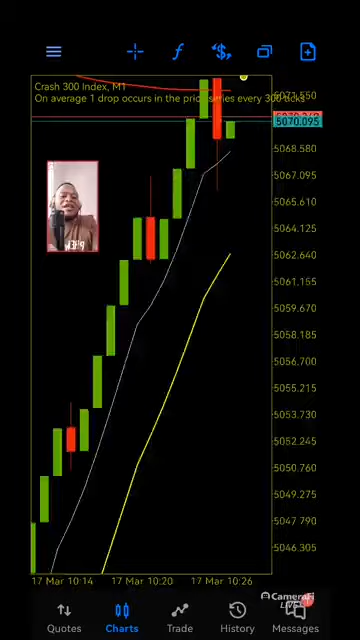 Crash 300 Index, M1
On average 1 drop occurs in the price series every 300 ticks
5071.550
5070.095
5068.580
5067.095
5065.610
5064.125
5062.640
5061.155
5059.670
5058.185
5056.700
5055.215
5053.730
5052.245
5050.760
5049.275
5047.790
5046.305
17 Mar 10:14
17 Mar 10:20
17 Mar 10:26
CameraFi
LIVE
Quotes
Charts
Trade
History
Messages